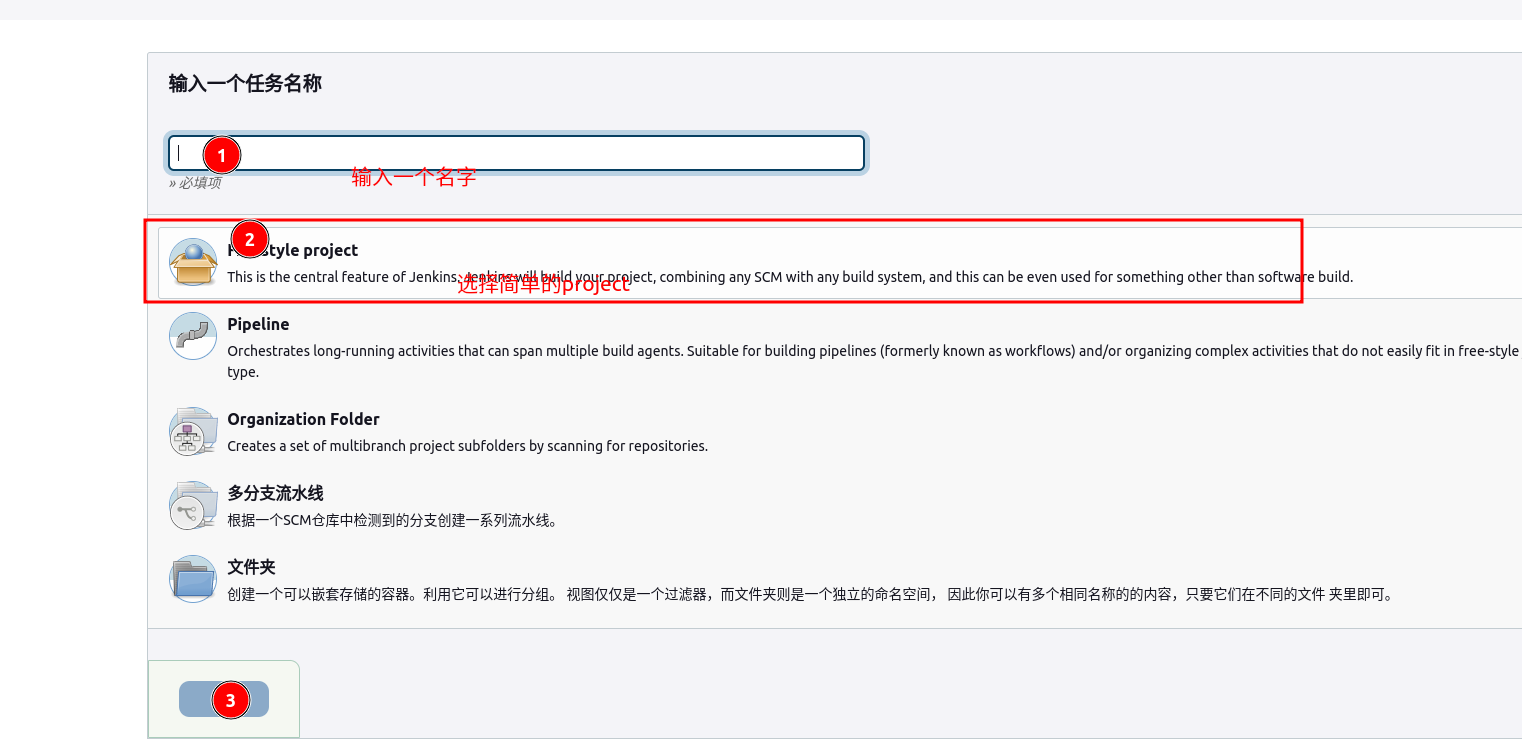 输入一个任务名称
1
输入一个名字
» 必填项
2
style project
This is the central feature of Jenkins. Jenkins will build your project, combining any SCM with any build system, and this can be even used for something other than software build.
选择简单的project
Pipeline
Orchestrates long-running activities that can span multiple build agents. Suitable for building pipelines (formerly known as workflows) and/or organizing complex activities that do not easily fit in free-style
type.
Organization Folder
Creates a set of multibranch project subfolders by scanning for repositories.
多分支流水线
根据一个SCM仓库中检测到的分支创建一系列流水线。
文件夹
创建一个可以嵌套存储的容器。利用它可以进行分组。 视图仅仅是一个过滤器，而文件夹则是一个独立的命名空间， 因此你可以有多个相同名称的的内容，只要它们在不同的文件 夹里即可。
3